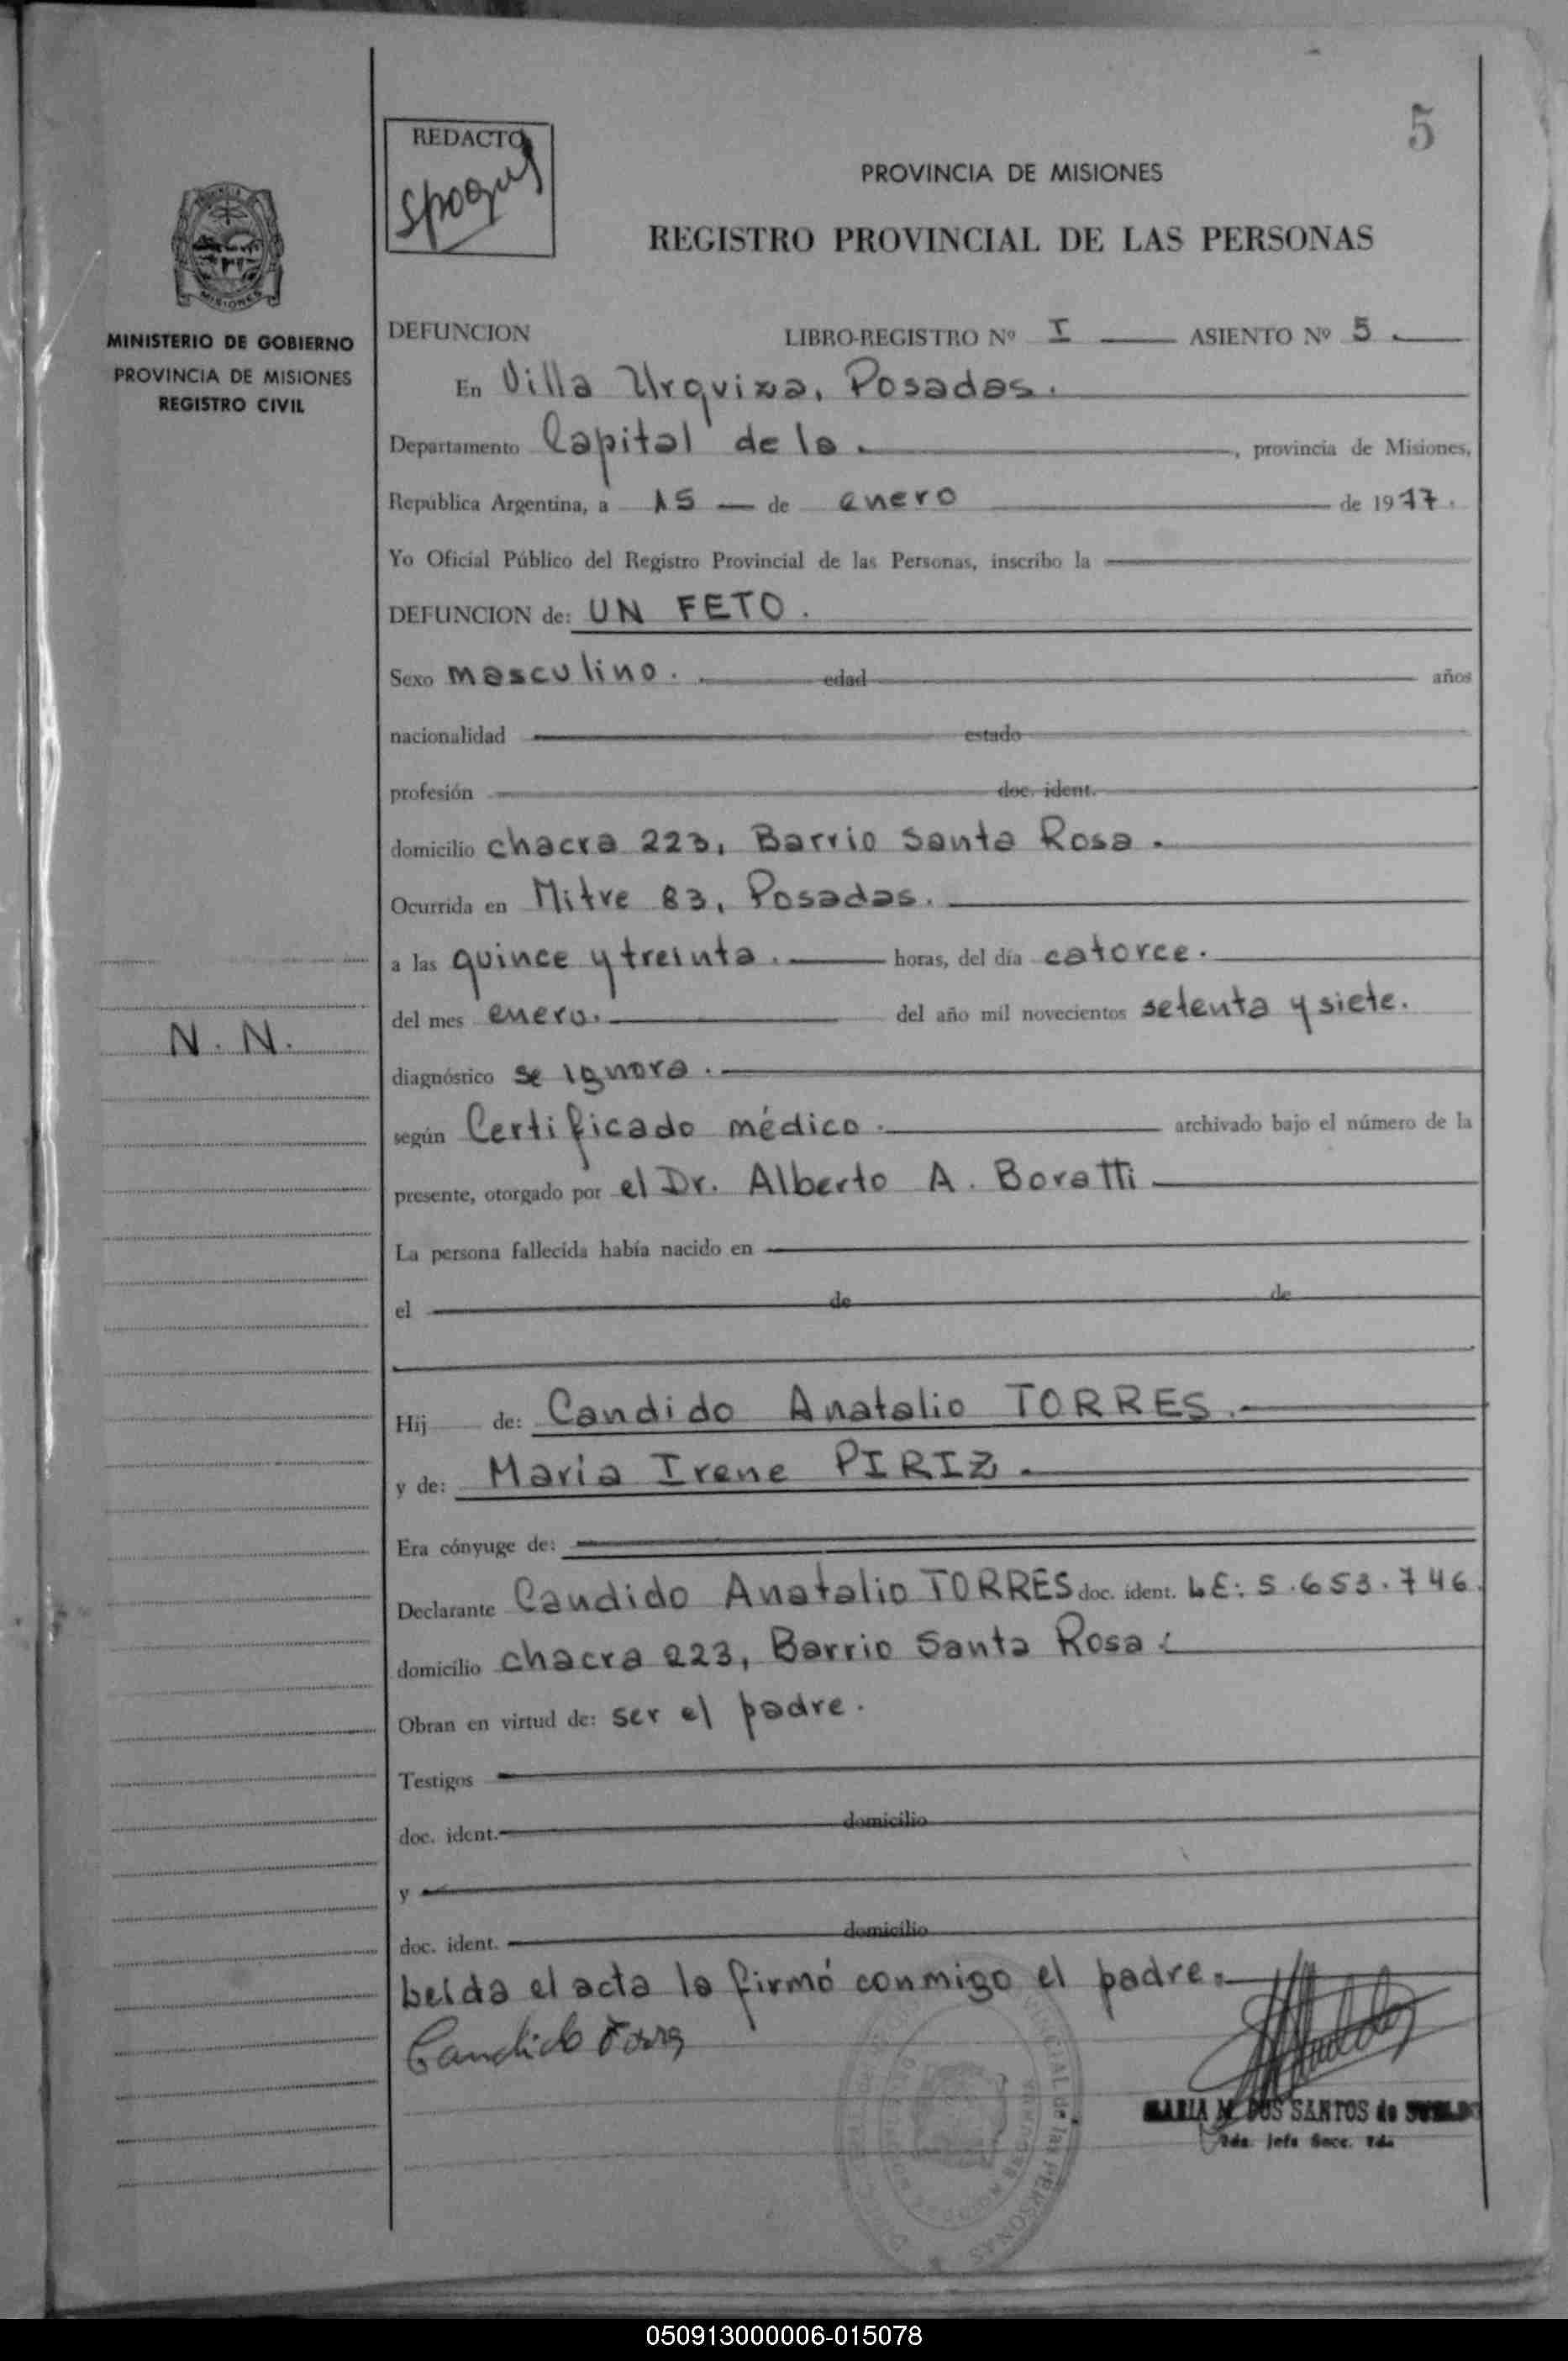 5
REDACTO
PROVINCIA DE MISIONES
REGISTRO PROVINCIAL DE LAS PERSONAS
MISIONES
MINISTERIO DE GOBIERNO
PROVINCIA DE MISIONES
REGISTRO CIVIL
DEFUNCION LIBRO-REGISTRO Nº I ASIENTO Nº 5
En Villa Urquiza, Posadas.
Departamento Capital de la , provincia de Misiones,
República Argentina, a 15 de enero de 1977.
Yo Oficial Público del Registro Provincial de las Personas, inscribo la
DEFUNCION de: UN FETO.
Sexo masculino. edad años
nacionalidad estado
profesión doc. ident.
domicilio chacra 223, Barrio Santa Rosa.
Ocurrida en Mitre 83, Posadas.
a las quince y treinta. horas, del día catorce.
del mes enero. del año mil novecientos setenta y siete.
N. N.
diagnóstico se ignora.
según Certificado médico. archivado bajo el número de la
presente, otorgado por el Dr. Alberto A. Boratti
La persona fallecida había nacido en
el de de
Hij de: Candido Anatalio TORRES.
y de: Maria Irene PIRIZ.
Era cónyuge de:
Declarante Candido Anatalio TORRES doc. ident. LE: 5.653.746.
domicilio chacra 223, Barrio Santa Rosa.
Obran en virtud de: ser el padre.
Testigos
doc. ident. domicilio
y
doc. ident. domicilio
Leída el acta la firmó conmigo el padre.
Candido Torres
MARIA M. DOS SANTOS de
050913000006-015078